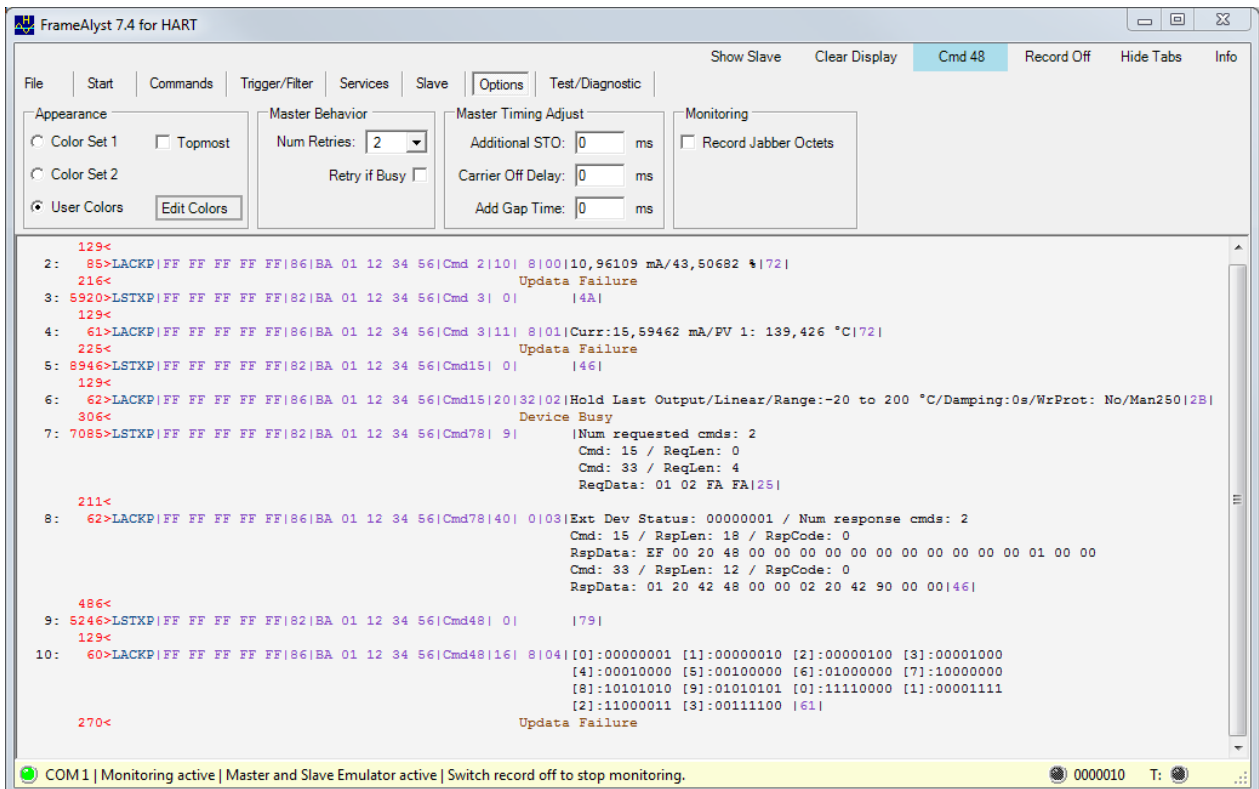 FrameAlyst 7.4 for HART
Show Slave Clear Display Cmd 48 Record Off Hide Tabs Info
File Start Commands Trigger/Filter Services Slave Options Test/Diagnostic
Appearance Master Behavior Master Timing Adjust Monitoring
Color Set 1 Topmost Num Retries: 2 Additional STO: 0 ms Record Jabber Octets
Color Set 2 Retry if Busy Carrier Off Delay: 0 ms
User Colors Edit Colors Add Gap Time: 0 ms
129<
2: 85>LACKP|FF FF FF FF FF|86|BA 01 12 34 56|Cmd 2|10| 8|00|10,96109 mA/43,50682 %|72|
216< Updata Failure
3: 5920>LSTXP|FF FF FF FF FF|82|BA 01 12 34 56|Cmd 3| 0| |4A|
129<
4: 61>LACKP|FF FF FF FF FF|86|BA 01 12 34 56|Cmd 3|11| 8|01|Curr:15,59462 mA/PV 1: 139,426 °C|72|
225< Updata Failure
5: 8946>LSTXP|FF FF FF FF FF|82|BA 01 12 34 56|Cmd15| 0| |46|
129<
6: 62>LACKP|FF FF FF FF FF|86|BA 01 12 34 56|Cmd15|20|32|02|Hold Last Output/Linear/Range:-20 to 200 °C/Damping:0s/WrProt: No/Man250|2B|
306< Device Busy
7: 7085>LSTXP|FF FF FF FF FF|82|BA 01 12 34 56|Cmd78| 9| |Num requested cmds: 2
Cmd: 15 / ReqLen: 0
Cmd: 33 / ReqLen: 4
ReqData: 01 02 FA FA|25|
211<
8: 62>LACKP|FF FF FF FF FF|86|BA 01 12 34 56|Cmd78|40| 0|03|Ext Dev Status: 00000001 / Num response cmds: 2
Cmd: 15 / RspLen: 18 / RspCode: 0
RspData: EF 00 20 48 00 00 00 00 00 00 00 00 00 00 00 01 00 00
Cmd: 33 / RspLen: 12 / RspCode: 0
RspData: 01 20 42 48 00 00 02 20 42 90 00 00|46|
486<
9: 5246>LSTXP|FF FF FF FF FF|82|BA 01 12 34 56|Cmd48| 0| |79|
129<
10: 60>LACKP|FF FF FF FF FF|86|BA 01 12 34 56|Cmd48|16| 8|04|[0]:00000001 [1]:00000010 [2]:00000100 [3]:00001000
[4]:00010000 [5]:00100000 [6]:01000000 [7]:10000000
[8]:10101010 [9]:01010101 [0]:11110000 [1]:00001111
[2]:11000011 [3]:00111100 |61|
270< Updata Failure
COM1 | Monitoring active | Master and Slave Emulator active | Switch record off to stop monitoring. 0000010 T: